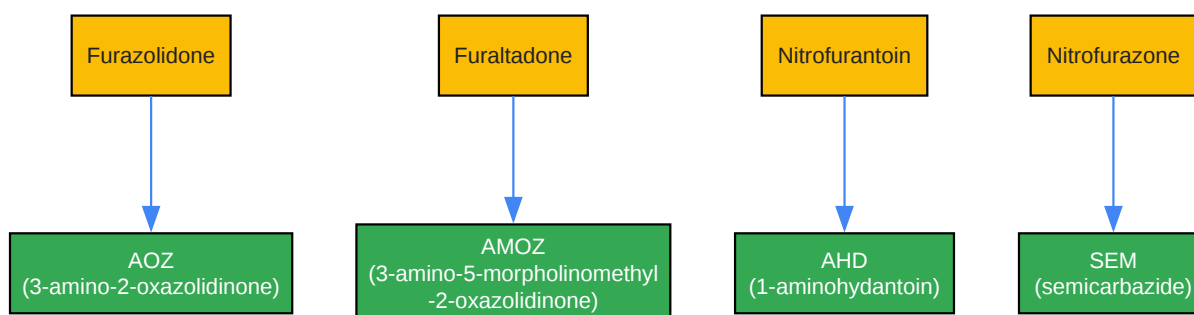 Furazolidone
Furaltadone
Nitrofurantoin
Nitrofurazone
AOZ
(3-amino-2-oxazolidinone)
AMOZ
(3-amino-5-morpholinomethyl
-2-oxazolidinone)
AHD
(1-aminohydantoin)
SEM
(semicarbazide)